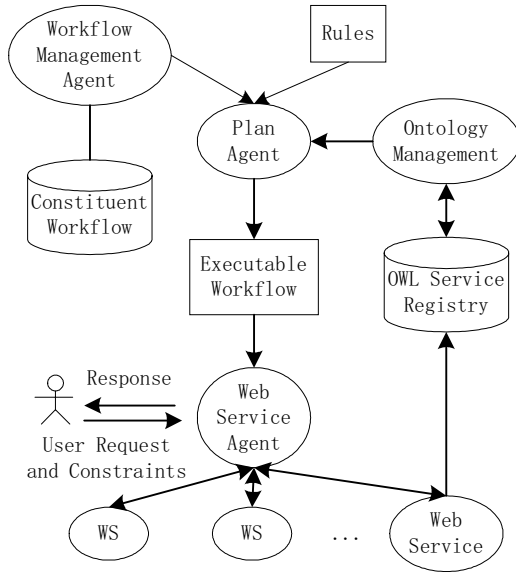 Workflow
Management
Agent
Rules
Plan
Agent
Ontology
Management
Constituent
Workflow
Executable
Workflow
OWL Service
Registry
Response
Web
Service
Agent
User Request
and Constraints
WS
WS
...
Web
Service